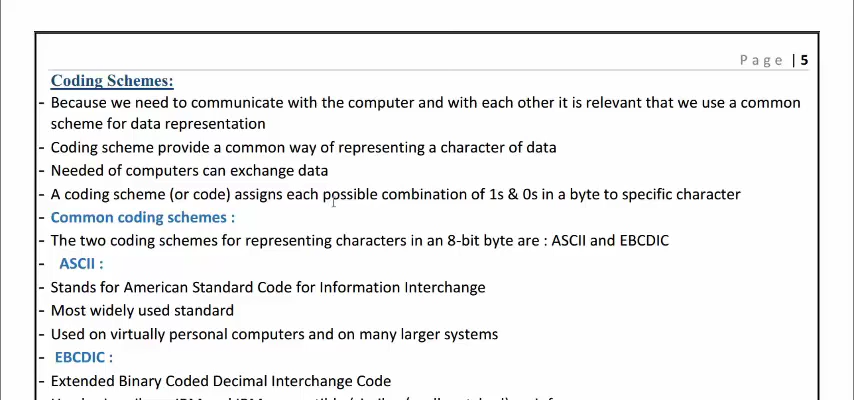 Page | 5
Coding Schemes:
- Because we need to communicate with the computer and with each other it is relevant that we use a common
scheme for data representation
- Coding scheme provide a common way of representing a character of data
- Needed of computers can exchange data
- A coding scheme (or code) assigns each possible combination of 1s & 0s in a byte to specific character
- Common coding schemes :
- The two coding schemes for representing characters in an 8-bit byte are : ASCII and EBCDIC
- ASCII :
- Stands for American Standard Code for Information Interchange
- Most widely used standard
- Used on virtually personal computers and on many larger systems
- EBCDIC :
- Extended Binary Coded Decimal Interchange Code